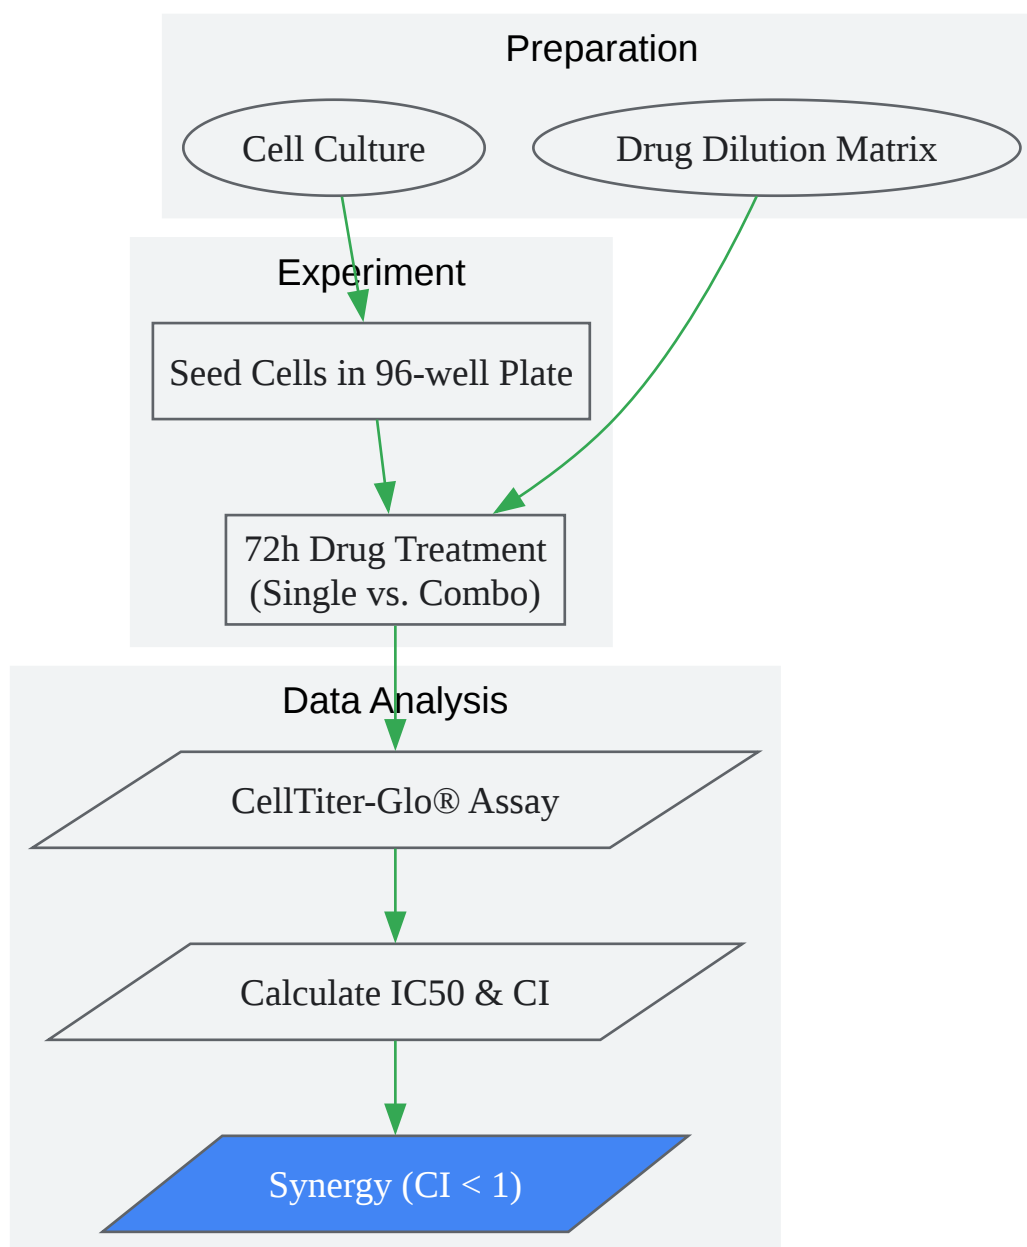 Preparation
Cell Culture
Drug Dilution Matrix
Experiment
Seed Cells in 96-well Plate
72h Drug Treatment
(Single vs. Combo)
Data Analysis
CellTiter-Glo® Assay
Calculate IC50 & CI
Synergy (CI < 1)